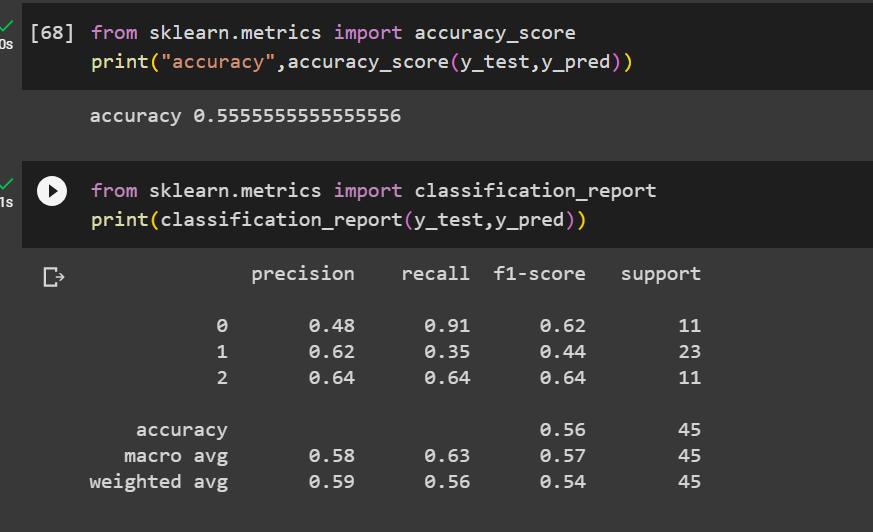 0s
[68] from sklearn.metrics import accuracy_score
print("accuracy",accuracy_score(y_test,y_pred))
accuracy 0.5555555555555556
1s
from sklearn.metrics import classification_report
print(classification_report(y_test,y_pred))
precision recall f1-score support
0 0.48 0.91 0.62 11
1 0.62 0.35 0.44 23
2 0.64 0.64 0.64 11
accuracy 0.56 45
macro avg 0.58 0.63 0.57 45
weighted avg 0.59 0.56 0.54 45